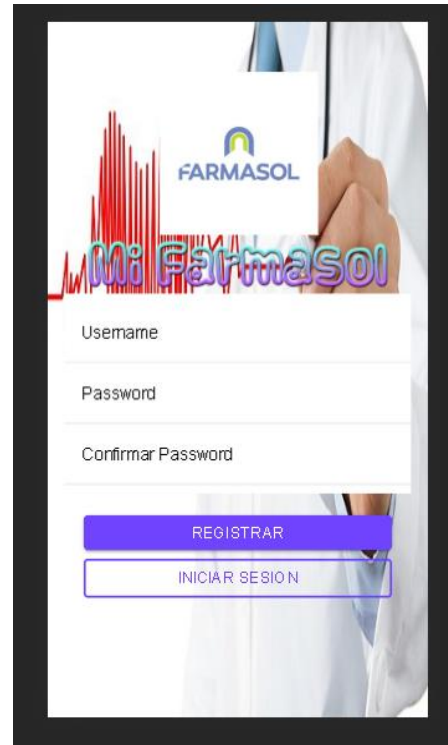 FARMASOL
Mi Farmasol
Username
Password
Confirmar Password
REGISTRAR
INICIAR SESION